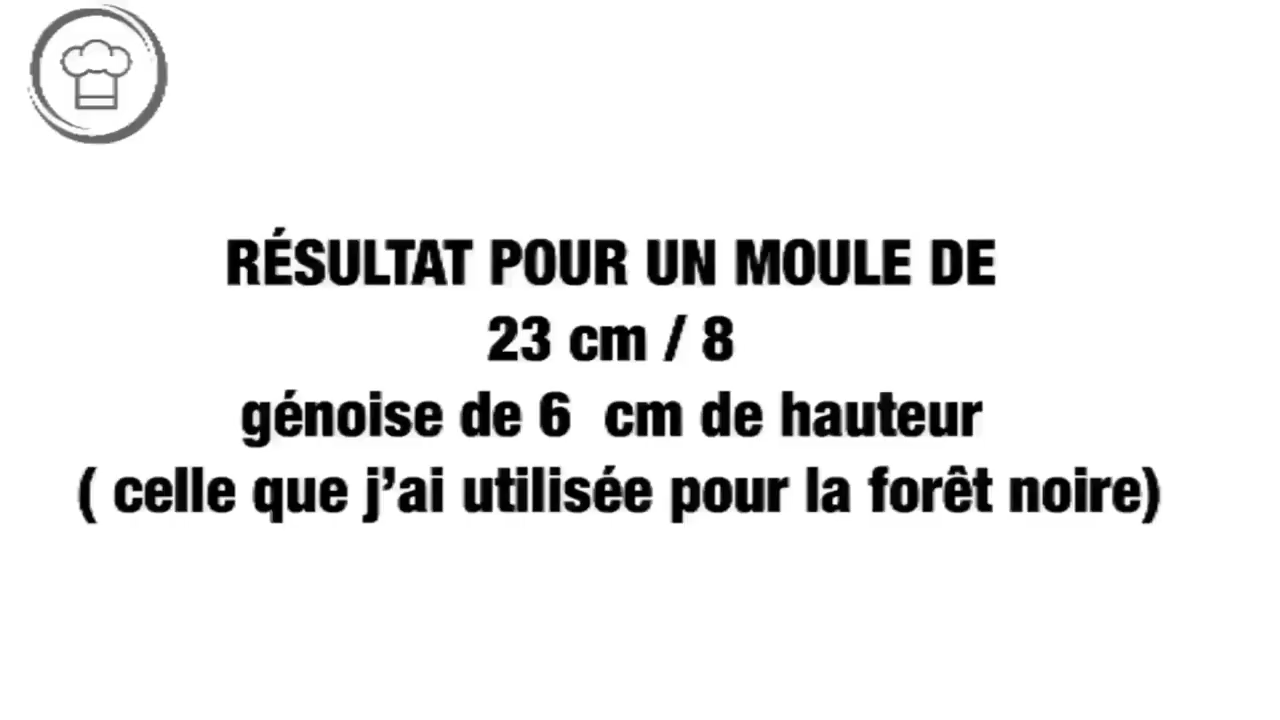 RÉSULTAT POUR UN MOULE DE
23 cm / 8
génoise de 6 cm de hauteur
( celle que j’ai utilisée pour la forêt noire)